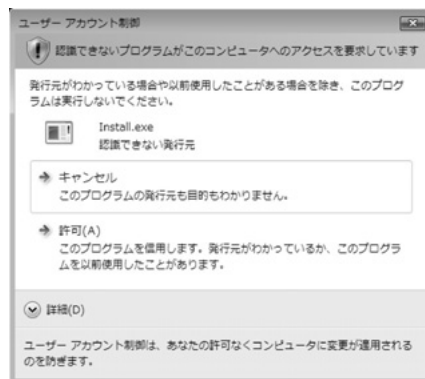 ユーザー アカウント制御
認識できないプログラムがこのコンピュータへのアクセスを要求しています
発行元がわかっている場合や以前使用したことがある場合を除き、このプログ
ラムは実行しないでください。
Install.exe
認識できない発行元
キャンセル
このプログラムの発行元も目的もわかりません。
許可(A)
このプログラムを信用します。発行元がわかっているか、このプログラ
ムを以前使用したことがあります。
詳細(D)
ユーザー アカウント制御は、あなたの許可なくコンピュータに変更が適用される
のを防ぎます。